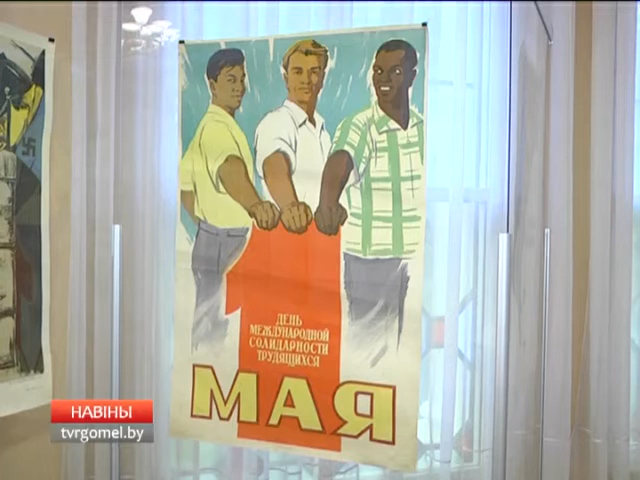 1
ДЕНЬ
МЕЖДУНАРОДНОЙ
СОЛИДАРНОСТИ
ТРУДЯЩИХСЯ
МАЯ
НАВІНЫ
tvrgomel.by